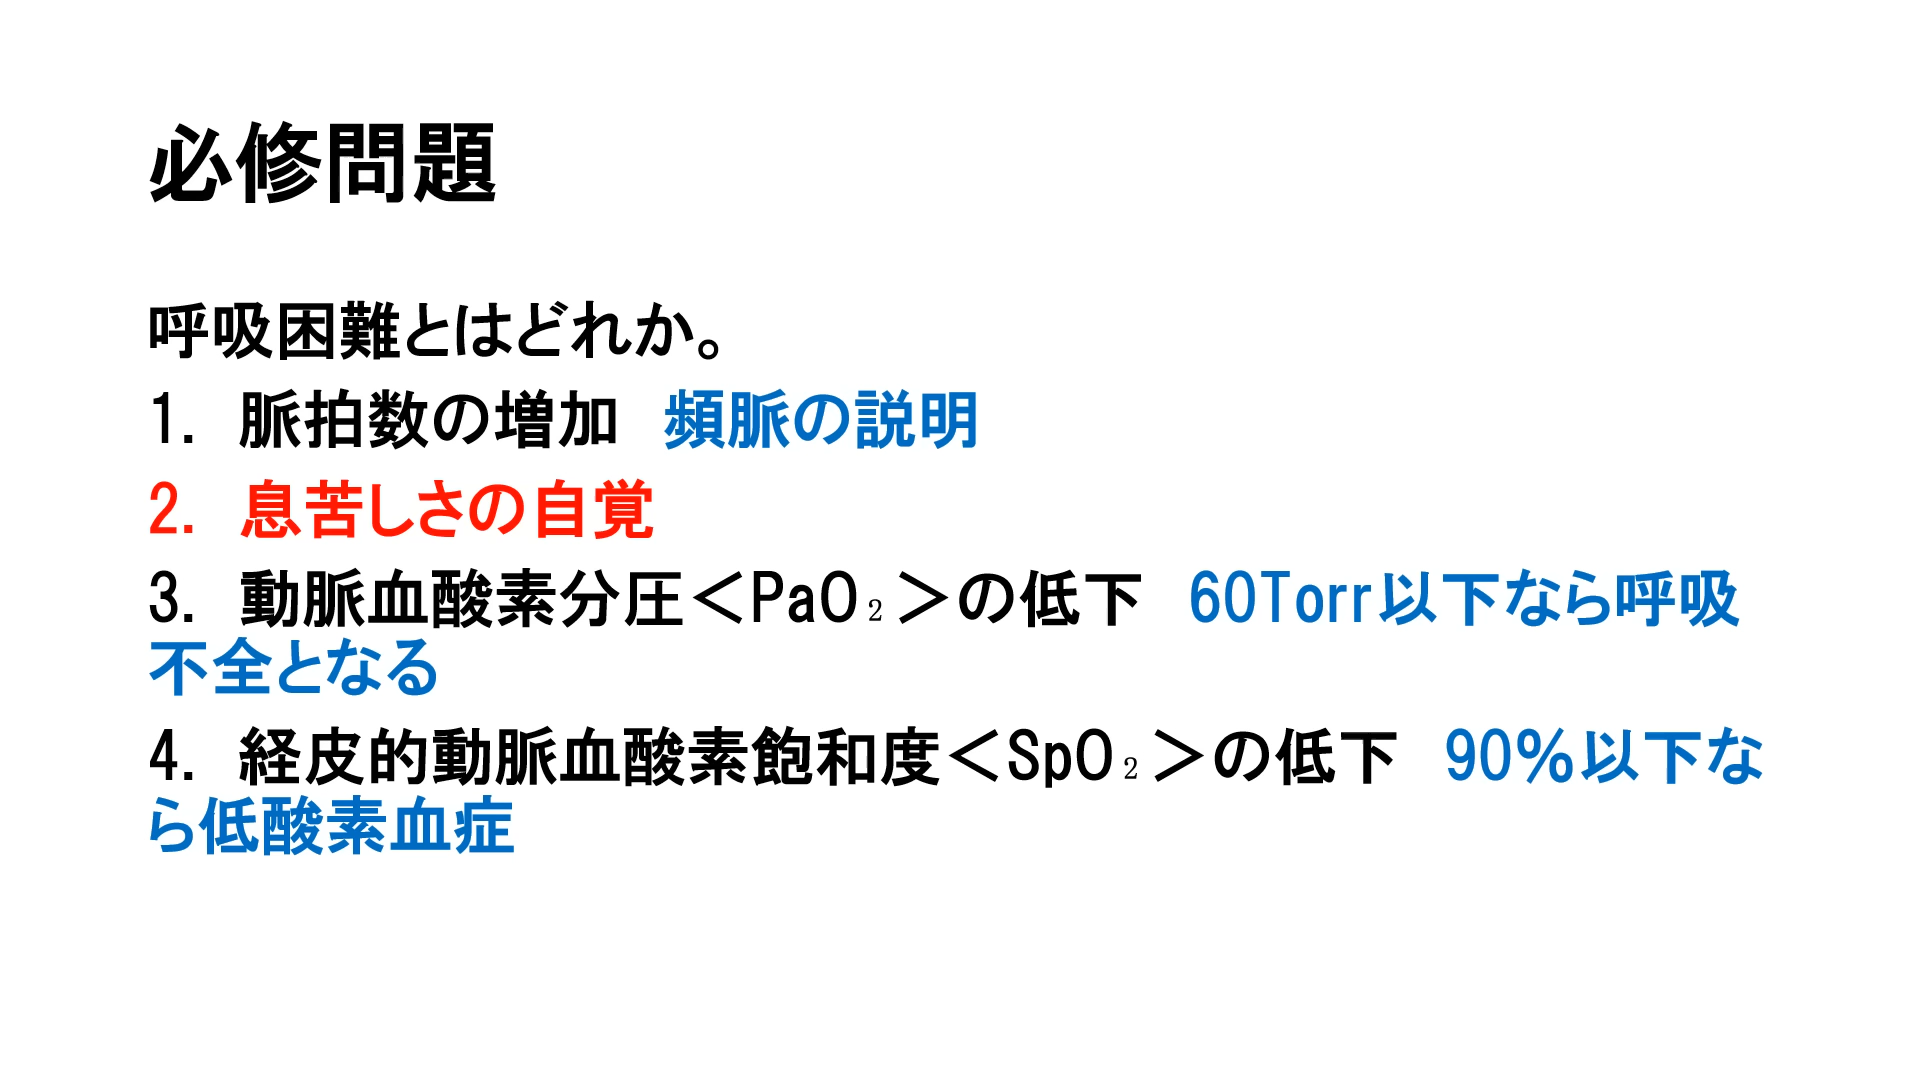 必修問題
呼吸困難とはどれか。
1. 脈拍数の増加　頻脈の説明
2. 息苦しさの自覚
3. 動脈血酸素分圧＜PaO₂＞の低下　60Torr以下なら呼吸
不全となる
4. 経皮的動脈血酸素飽和度＜SpO₂＞の低下　90%以下な
ら低酸素血症